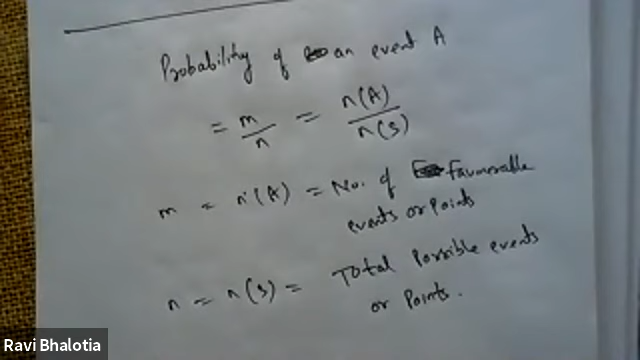 Probability of an event A
= m/n = n(A)/n(S)
m = n(A) = No. of Favourable
events or Points
n = n(S) = Total Possible events
or Points.
Ravi Bhalotia